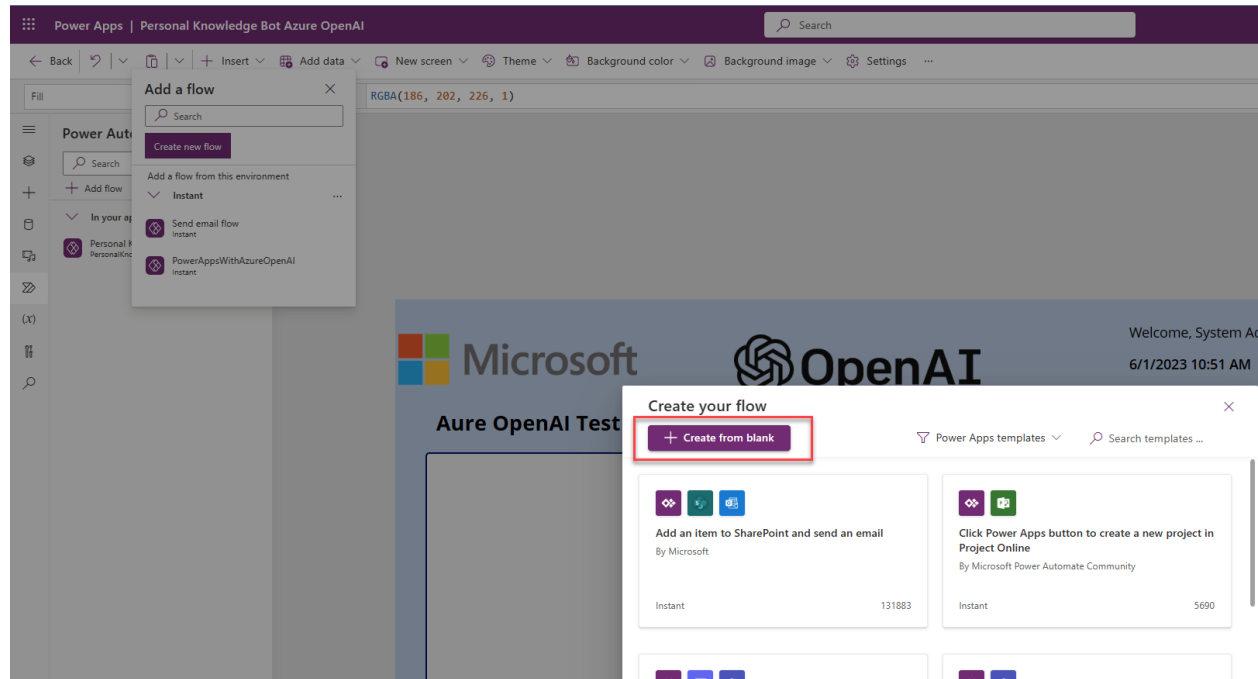 Power Apps | Personal Knowledge Bot Azure OpenAI
Search
Back
Insert
Add data
New screen
Theme
Background color
Background image
Settings
...
Fill
RGBA(186, 202, 226, 1)
Add a flow
Search
Create new flow
Add a flow from this environment
Instant
...
Send email flow
Instant
PowerAppsWithAzureOpenAI
Instant
Power Aut
Search
Add flow
In your ap
Personal K
PersonalKno
(x)
Microsoft
OpenAI
Welcome, System Ad
6/1/2023 10:51 AM
Aure OpenAI Test
Create your flow
Create from blank
Power Apps templates
Search templates ...
Add an item to SharePoint and send an email
By Microsoft
Instant 131883
Click Power Apps button to create a new project in
Project Online
By Microsoft Power Automate Community
Instant 5690